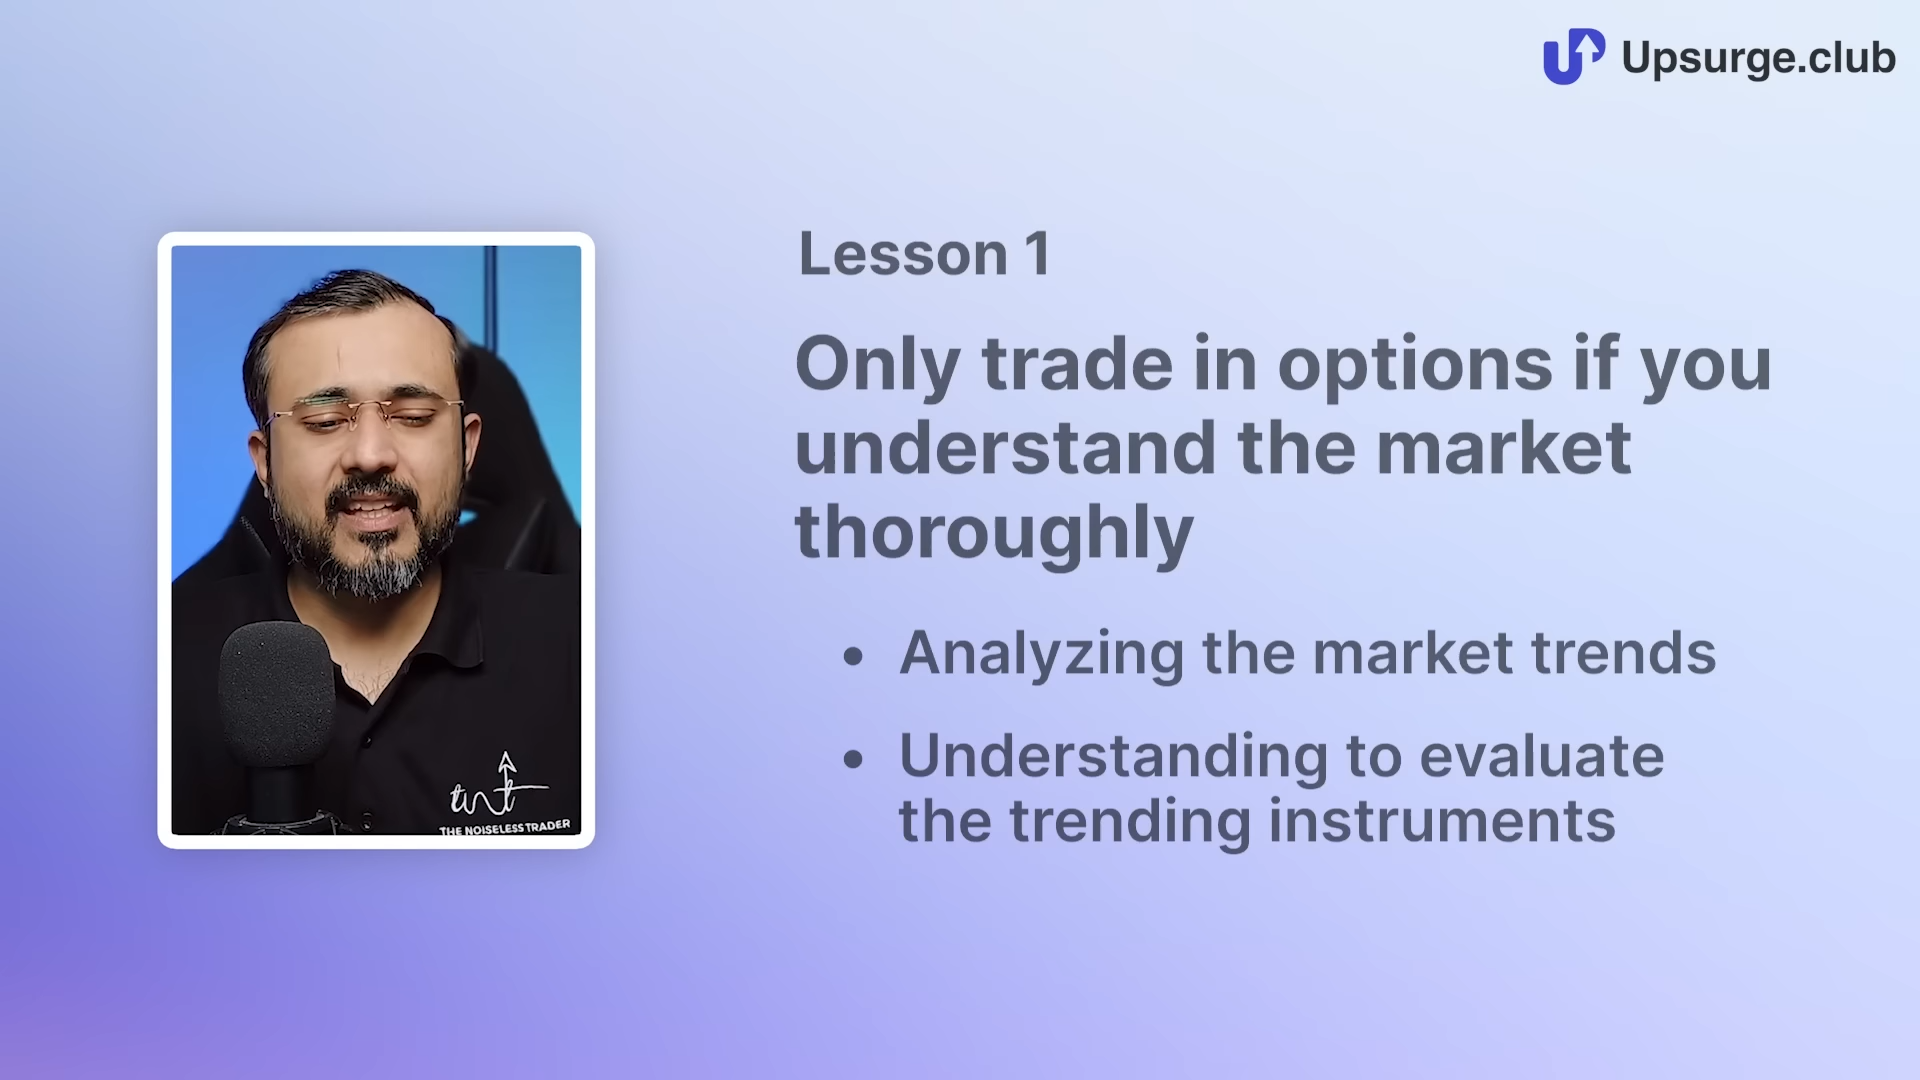 Upsurge.club
Lesson 1
Only trade in options if you
understand the market
thoroughly
• Analyzing the market trends
• Understanding to evaluate
the trending instruments
tnt
THE NOISELESS TRADER